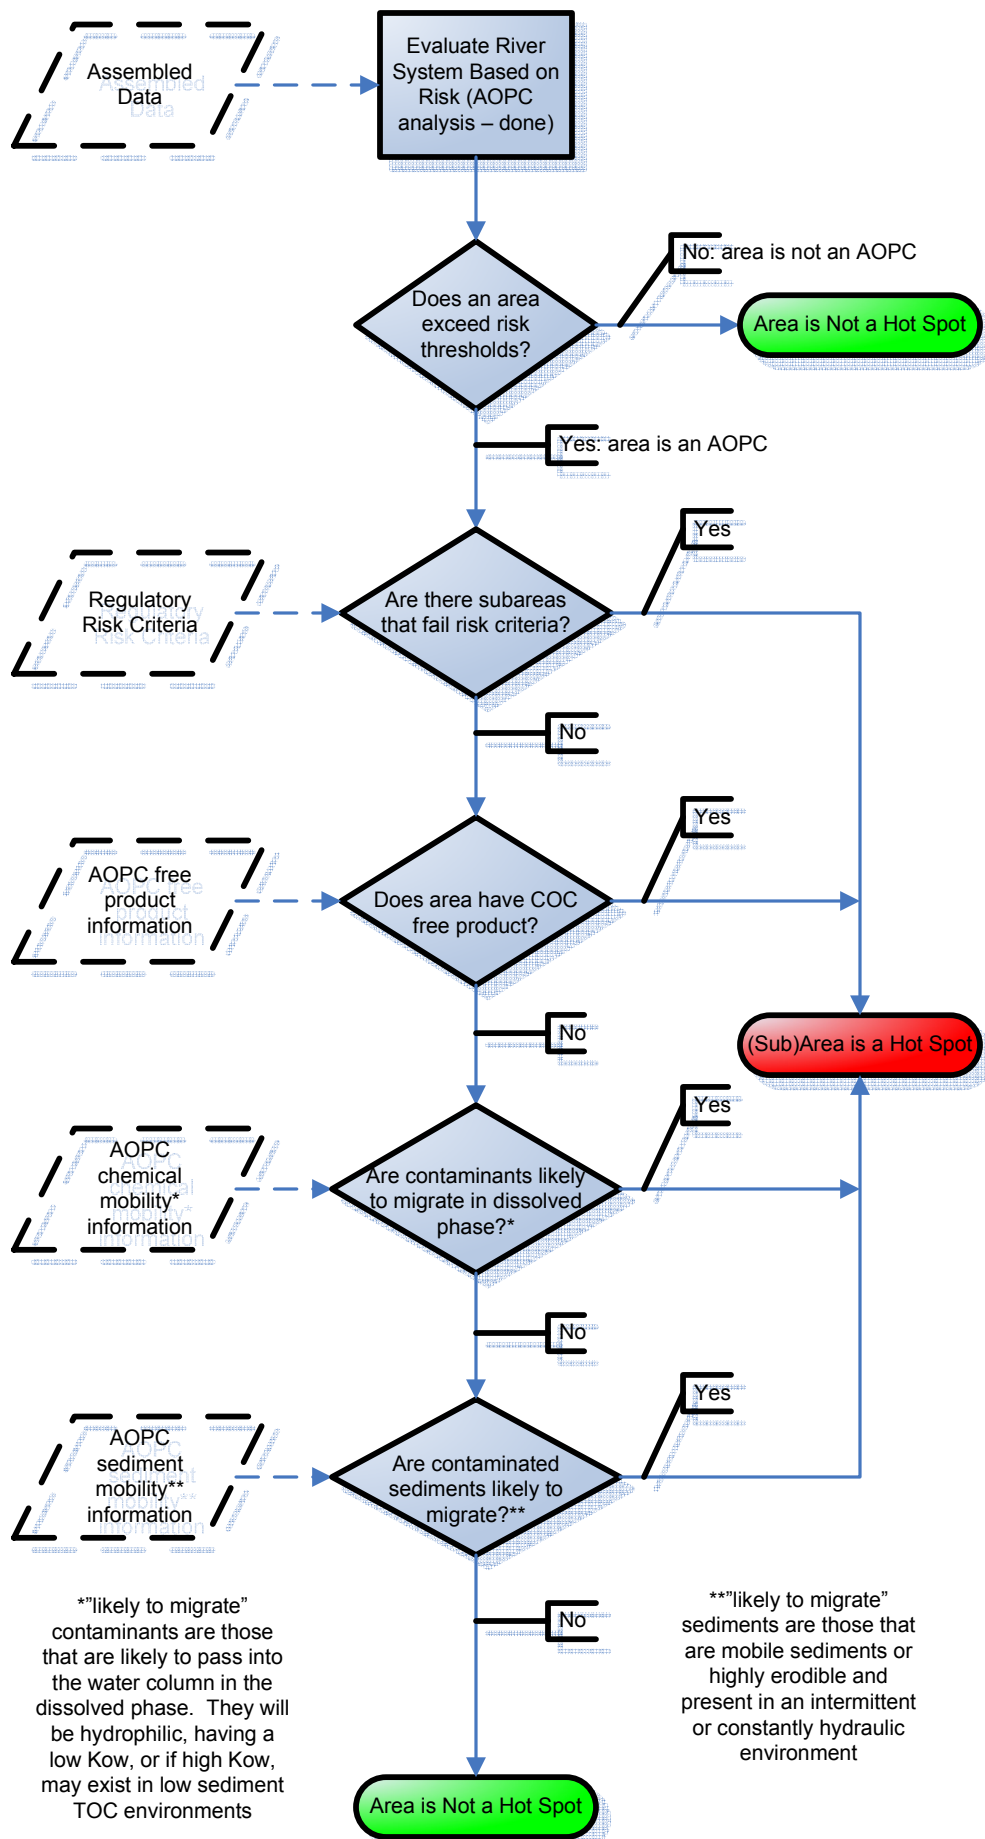 Assembled
Data
Evaluate River
System Based on
Risk (AOPC
analysis – done)
No: area is not an AOPC
Does an area
exceed risk
thresholds?
Area is Not a Hot Spot
Yes: area is an AOPC
Yes
Regulatory
Risk Criteria
Are there subareas
that fail risk criteria?
No
Yes
AOPC free
product
information
Does area have COC
free product?
No
(Sub)Area is a Hot Spot
Yes
AOPC
chemical
mobility*
information
Are contaminants likely
to migrate in dissolved
phase?*
No
Yes
AOPC
sediment
mobility**
information
Are contaminated
sediments likely to
migrate?**
No
*”likely to migrate”
contaminants are those
that are likely to pass into
the water column in the
dissolved phase.  They will
be hydrophilic, having a
low Kow, or if high Kow,
may exist in low sediment
TOC environments
**”likely to migrate”
sediments are those that
are mobile sediments or
highly erodible and
present in an intermittent
or constantly hydraulic
environment
Area is Not a Hot Spot